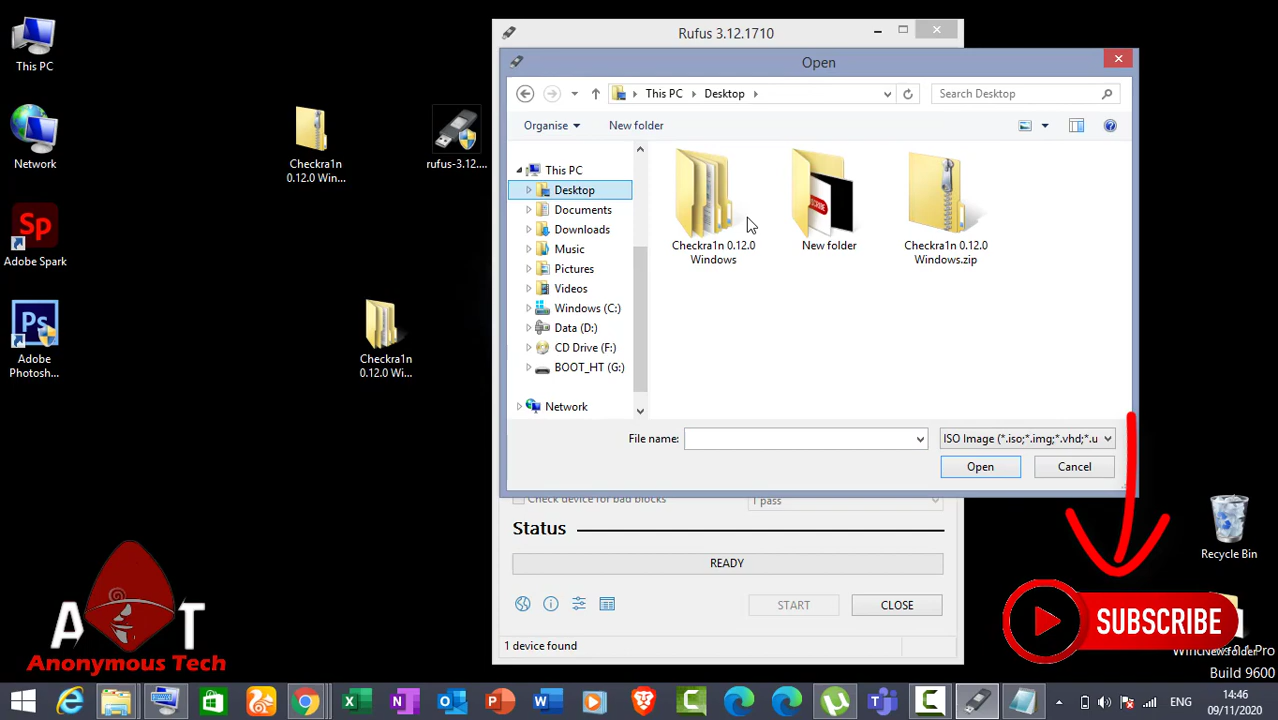 This PC
Network
Adobe Spark
Adobe
Photosh...
Checkra1n
0.12.0 Win...
rufus-3.12....
Checkra1n
0.12.0 Wi...
Rufus 3.12.1710
Open
This PC
Desktop
Search Desktop
Organise
New folder
This PC
Desktop
Documents
Downloads
Music
Pictures
Videos
Windows (C:)
Data (D:)
CD Drive (F:)
BOOT_HT (G:)
Network
Checkra1n 0.12.0
Windows
New folder
Checkra1n 0.12.0
Windows.zip
SUBSCRIBE
File name:
ISO Image (*.iso;*.img;*.vhd;*.u
Open
Cancel
Check device for bad blocks
1 pass
Status
READY
START
CLOSE
1 device found
Recycle Bin
SUBSCRIBE
Build 9600
A T
Anonymous Tech
Sp
Ps
ENG
14:46
09/11/2020